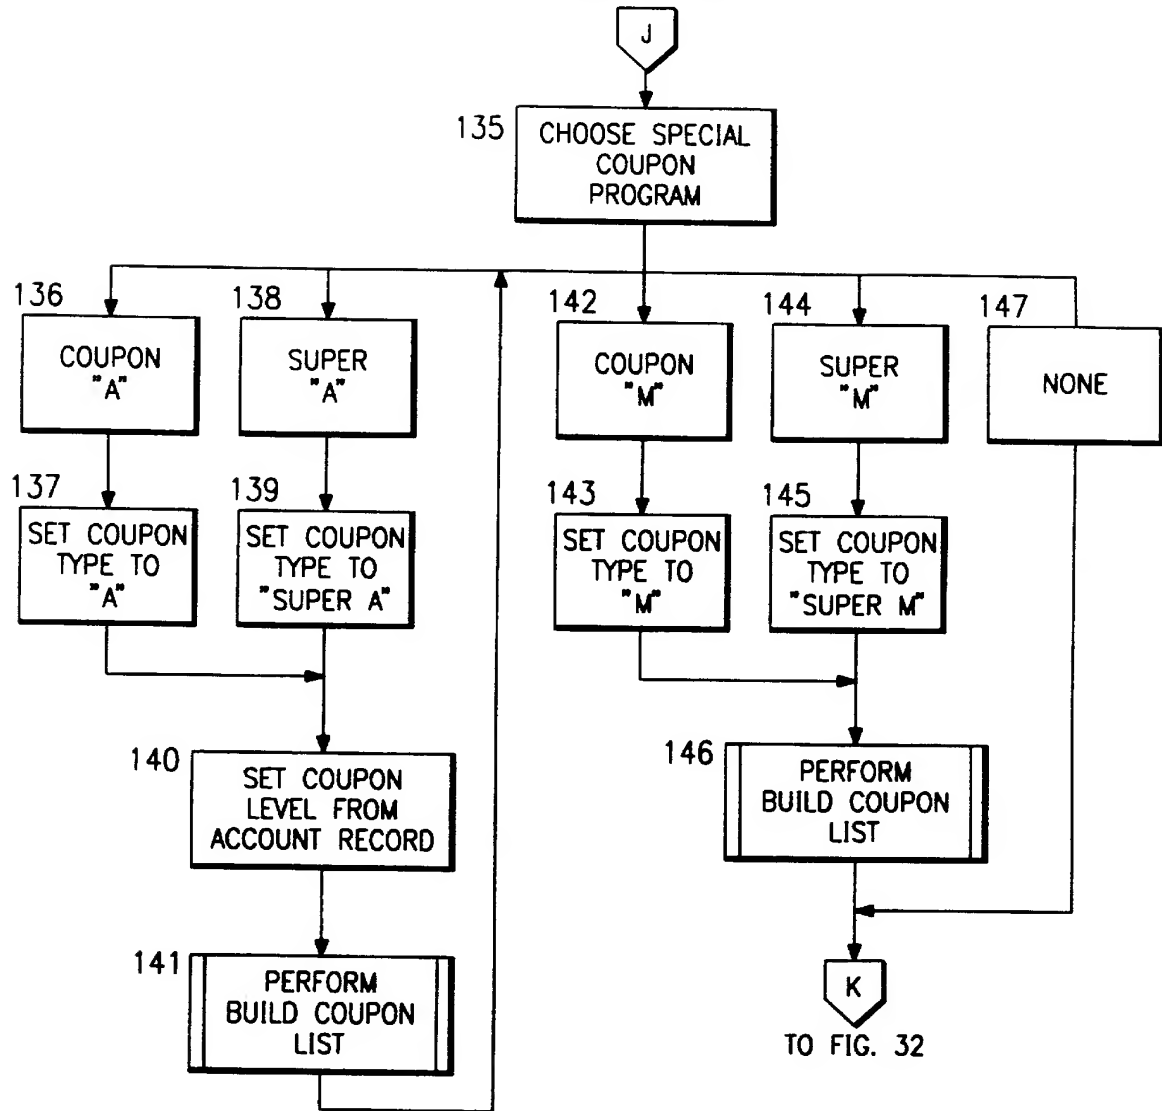 J
135
CHOOSE SPECIAL
COUPON
PROGRAM
136
COUPON
"A"
138
SUPER
"A"
142
COUPON
"M"
144
SUPER
"M"
147
NONE
137
SET COUPON
TYPE TO
"A"
139
SET COUPON
TYPE TO
"SUPER A"
143
SET COUPON
TYPE TO
"M"
145
SET COUPON
TYPE TO
"SUPER M"
140
SET COUPON
LEVEL FROM
ACCOUNT RECORD
146
PERFORM
BUILD COUPON
LIST
141
PERFORM
BUILD COUPON
LIST
K
TO FIG. 32